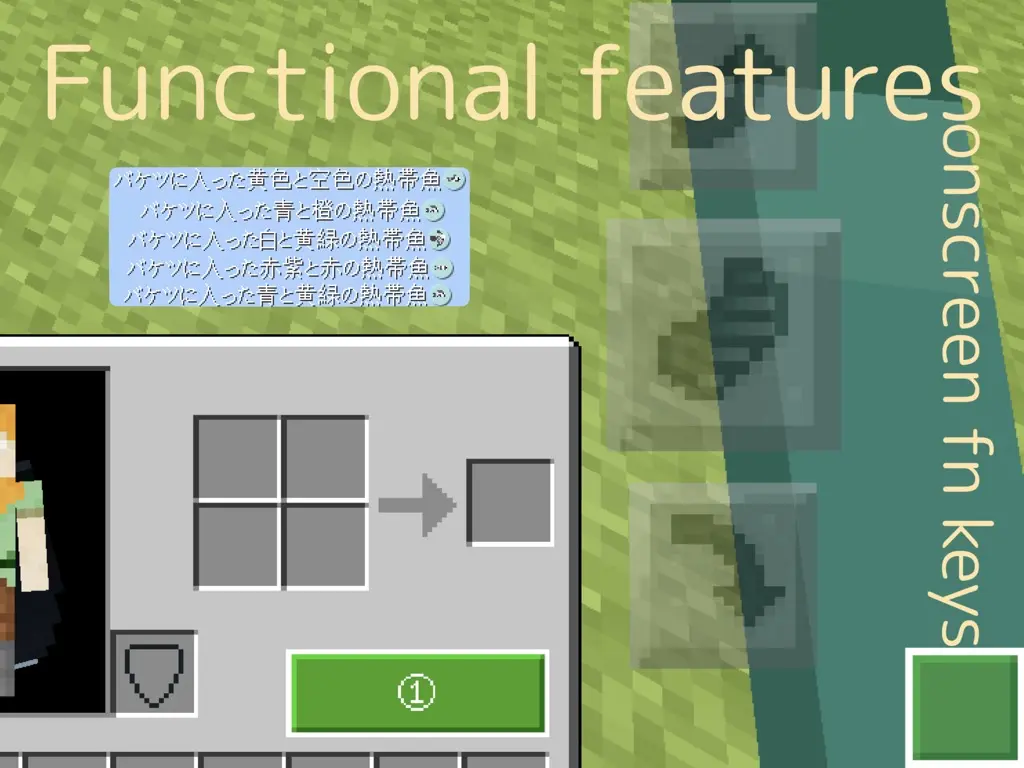 Functional features
onscreen fn keys
バケツに入った黄色と空色の熱帯魚
バケツに入った青と橙の熱帯魚
バケツに入った白と黄緑の熱帯魚
バケツに入った赤紫と赤の熱帯魚
バケツに入った青と黄緑の熱帯魚
①